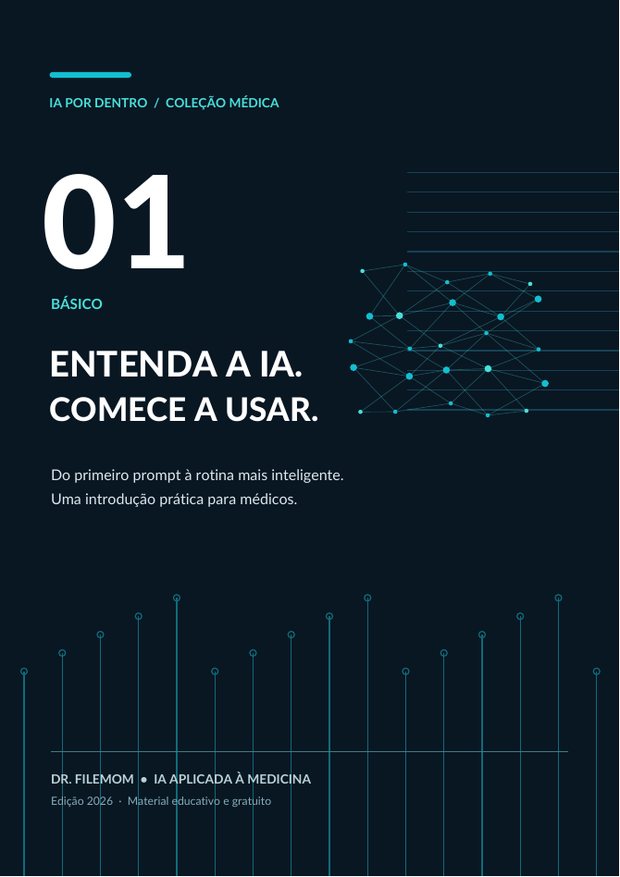 IA POR DENTRO / COLEÇÃO MÉDICA
01
BÁSICO
ENTENDA A IA.
COMECE A USAR.
Do primeiro prompt à rotina mais inteligente.
Uma introdução prática para médicos.
DR. FILEMOM • IA APLICADA À MEDICINA
Edição 2026 · Material educativo e gratuito